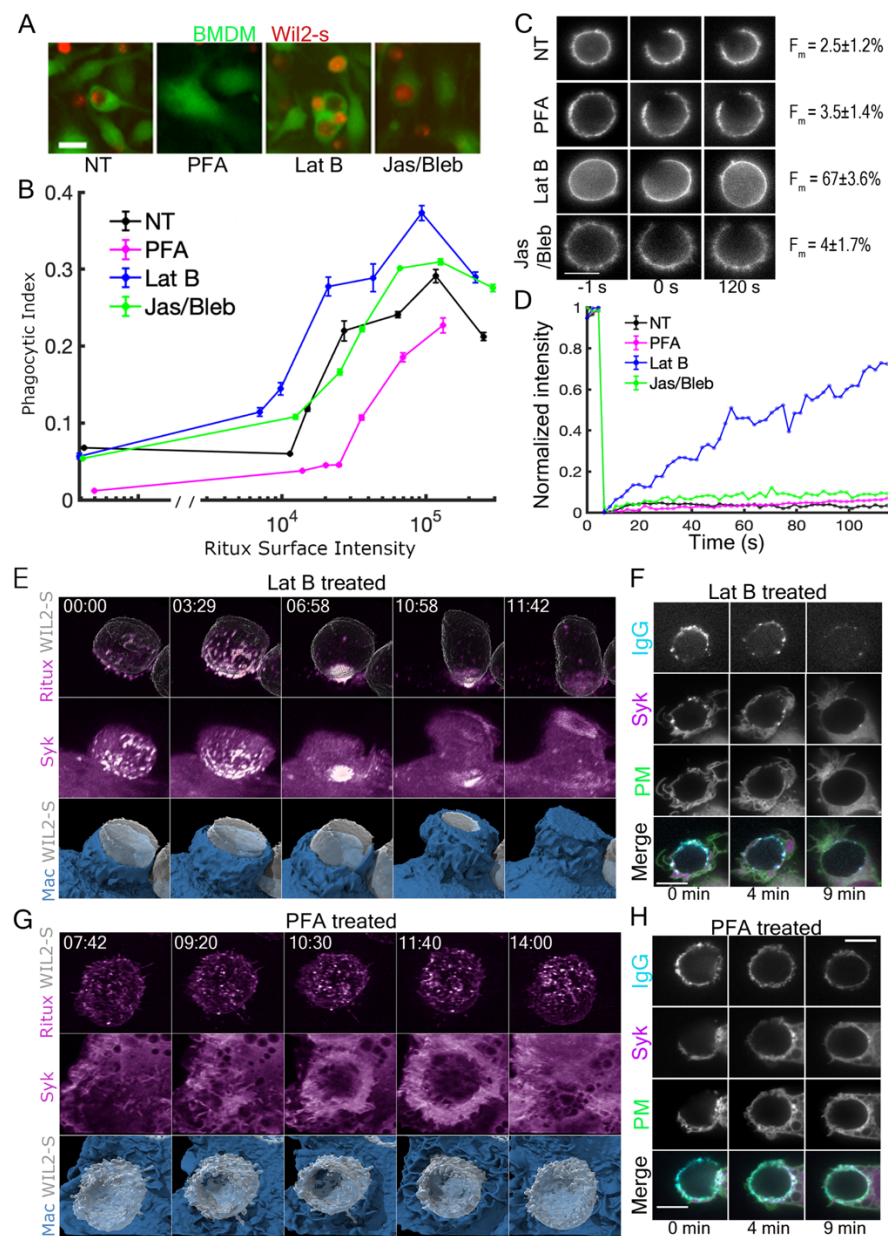 A
BMDM Wil2-s
NT PFA Lat B Jas/Bleb
B
Phagocytic Index
0.4
0.3
0.2
0.1
0
NT
PFA
Lat B
Jas/Bleb
10^4 10^5
Ritux Surface Intensity
C
NT
F_m = 2.5±1.2%
PFA
F_m = 3.5±1.4%
Lat B
F_m = 67±3.6%
Jas
/Bleb
F_m = 4±1.7%
-1 s 0 s 120 s
D
Normalized intensity
1
0.8
0.6
0.4
0.2
0
NT
PFA
Lat B
Jas/Bleb
0 20 40 60 80 100
Time (s)
E
Lat B treated
00:00 03:29 06:58 10:58 11:42
Ritux WIL2-S
Syk
Mac WIL2-S
F
Lat B treated
IgG
Syk
PM
Merge
0 min 4 min 9 min
G
PFA treated
07:42 09:20 10:30 11:40 14:00
Ritux WIL2-S
Syk
Mac WIL2-S
H
PFA treated
IgG
Syk
PM
Merge
0 min 4 min 9 min